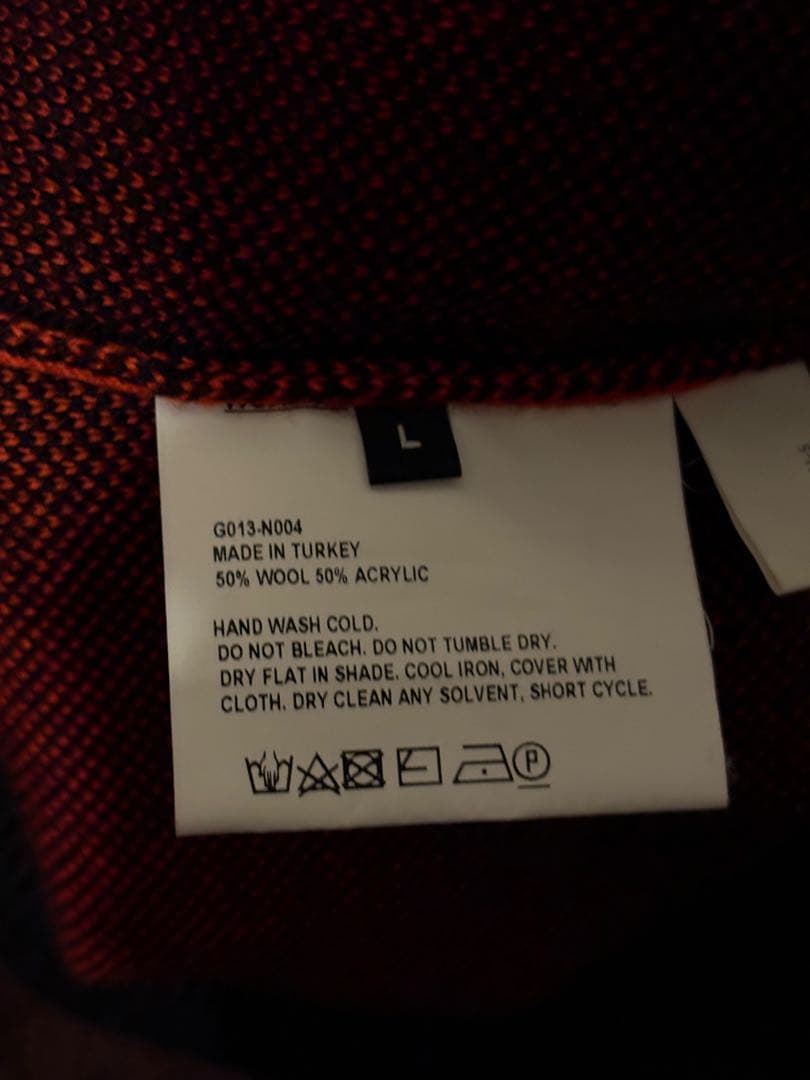 L
G013-N004
MADE IN TURKEY
50% WOOL 50% ACRYLIC
HAND WASH COLD.
DO NOT BLEACH. DO NOT TUMBLE DRY.
DRY FLAT IN SHADE. COOL IRON, COVER WITH
CLOTH. DRY CLEAN ANY SOLVENT, SHORT CYCLE.
P